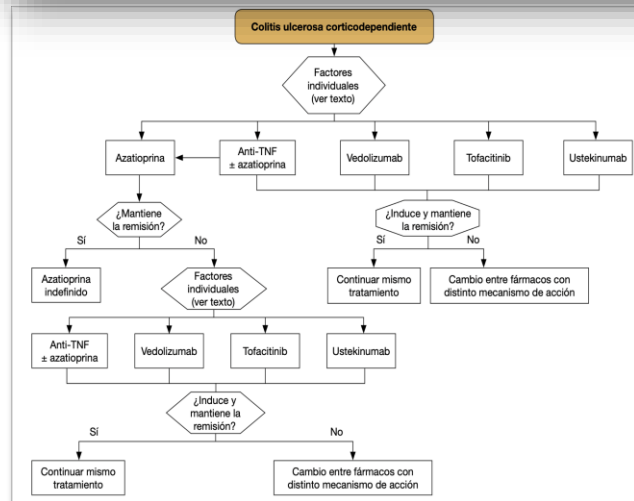 Colitis ulcerosa corticodependiente
Factores
individuales
(ver texto)
Azatioprina
Anti-TNF
± azatioprina
Vedolizumab
Tofacitinib
Ustekinumab
¿Mantiene
la remisión?
¿Induce y mantiene
la remisión?
Sí
No
Sí
No
Azatioprina
indefinido
Factores
individuales
(ver texto)
Continuar mismo
tratamiento
Cambio entre fármacos con
distinto mecanismo de acción
Anti-TNF
± azatioprina
Vedolizumab
Tofacitinib
Ustekinumab
¿Induce y
mantiene la
remisión?
Sí
No
Continuar mismo
tratamiento
Cambio entre fármacos con
distinto mecanismo de acción